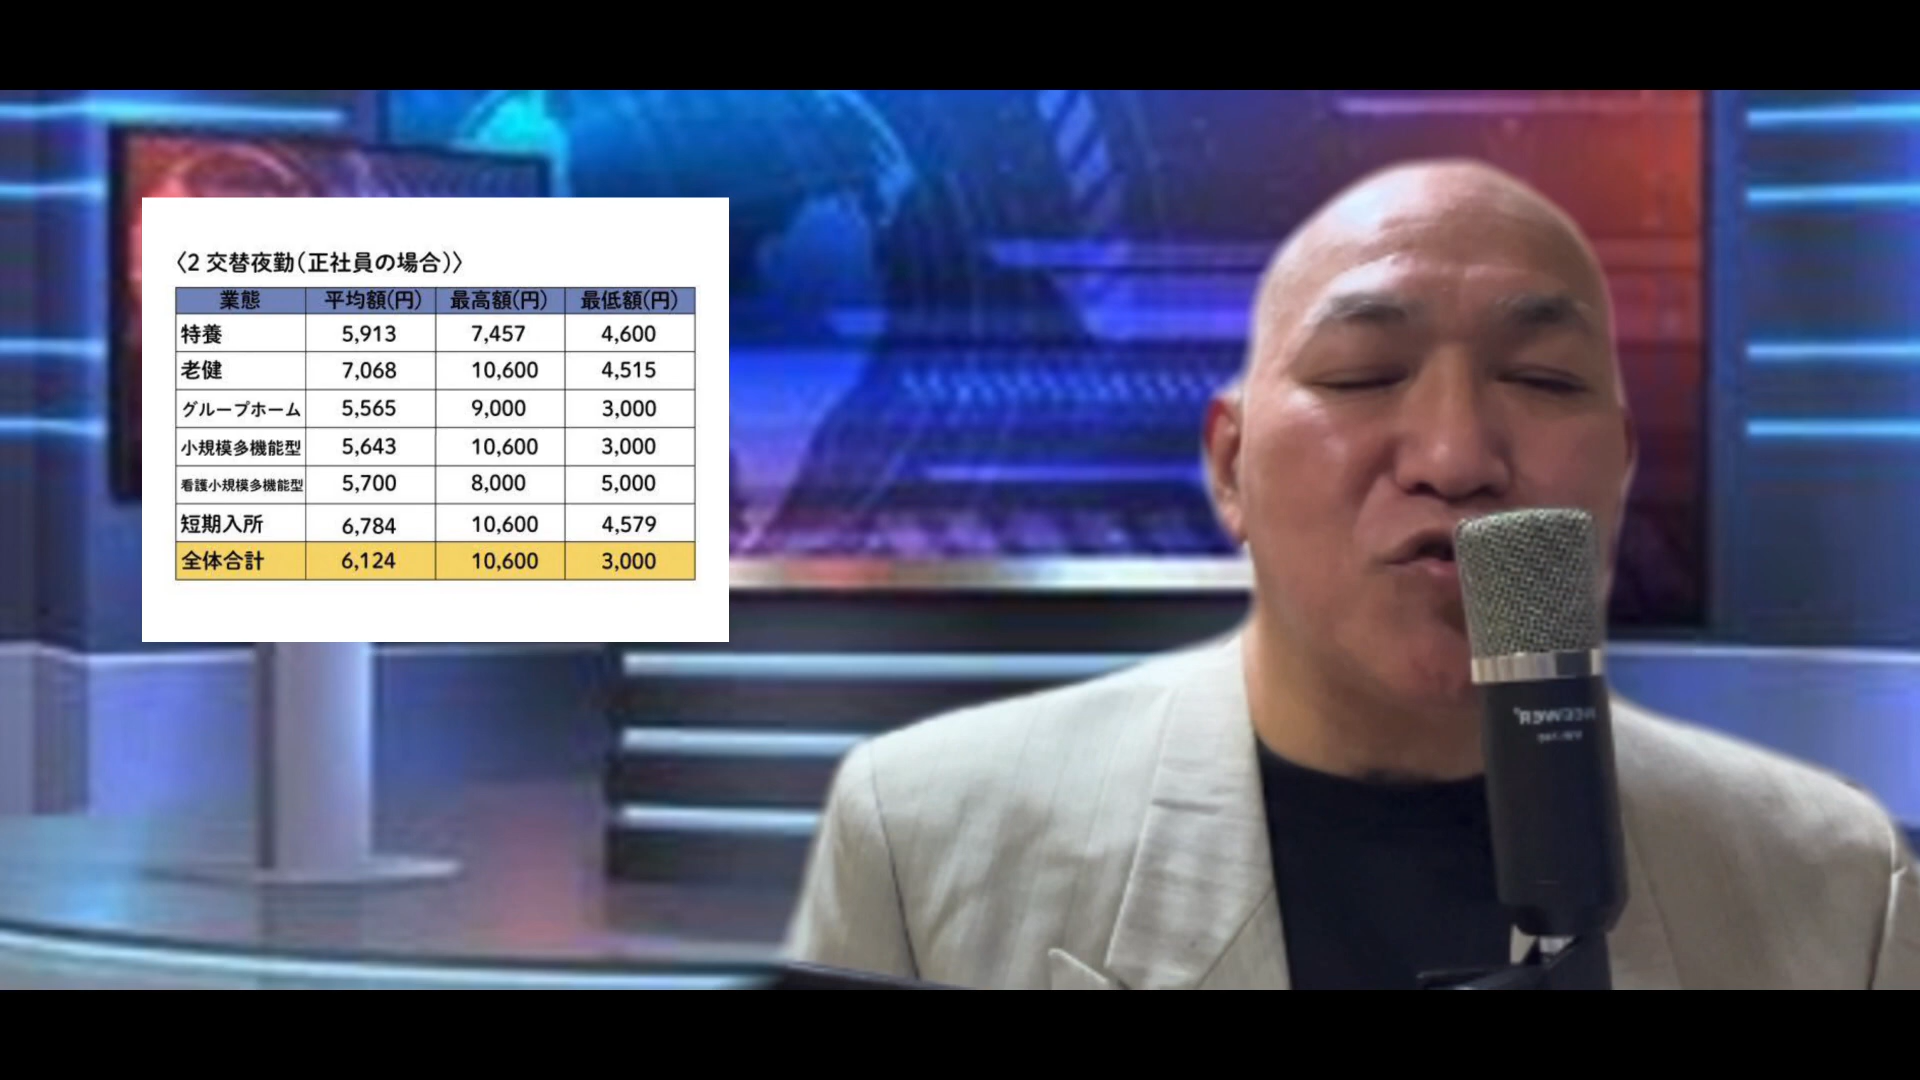 〈2 交替夜勤(正社員の場合)〉
業態 平均額(円) 最高額(円) 最低額(円)
特養 5,913 7,457 4,600
老健 7,068 10,600 4,515
グループホーム 5,565 9,000 3,000
小規模多機能型 5,643 10,600 3,000
看護小規模多機能型 5,700 8,000 5,000
短期入所 6,784 10,600 4,579
全体合計 6,124 10,600 3,000
NEEWER